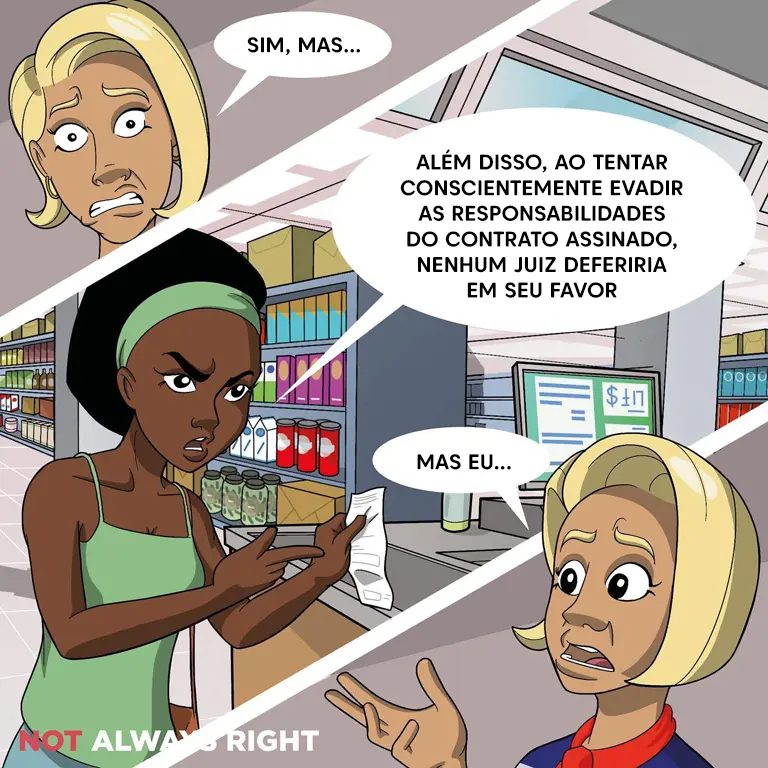 SIM, MAS...
ALÉM DISSO, AO TENTAR
CONSCIENTEMENTE EVADIR
AS RESPONSABILIDADES
DO CONTRATO ASSINADO,
NENHUM JUIZ DEFERIRIA
EM SEU FAVOR
MAS EU...
NOT ALWAYS RIGHT